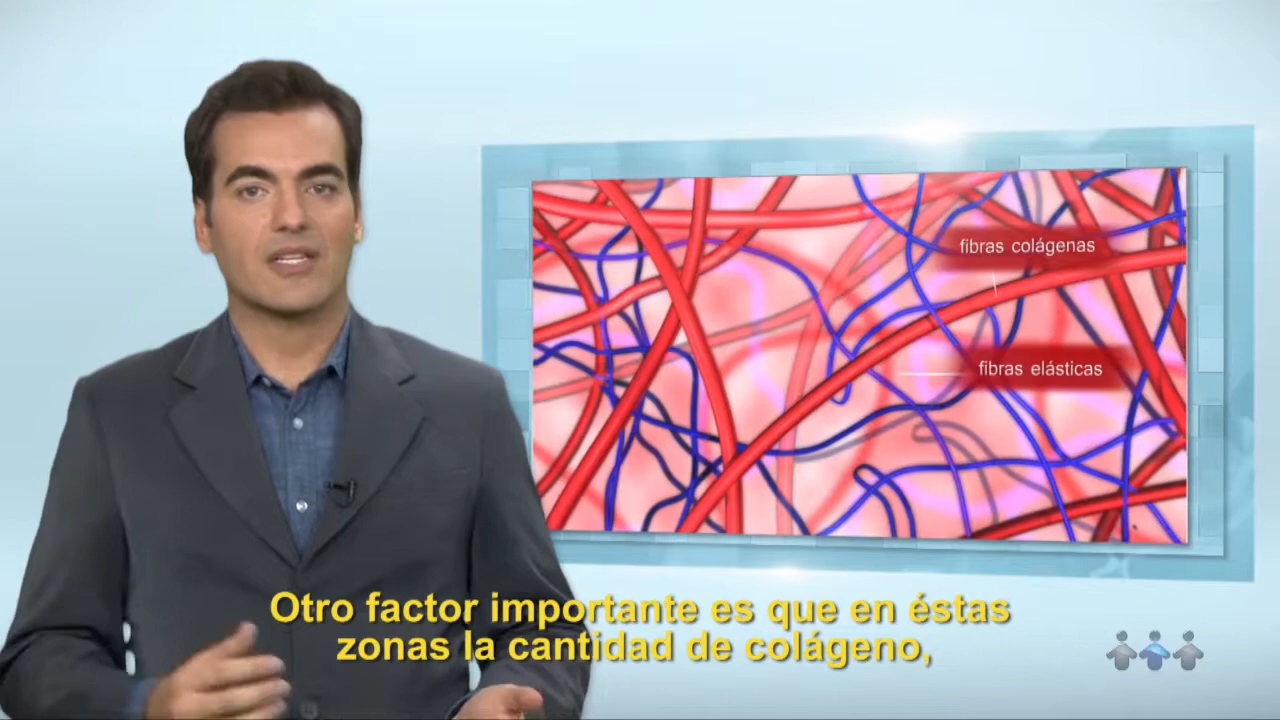 fibras colágenas
fibras elásticas
Otro factor importante es que en éstas
zonas la cantidad de colágeno,